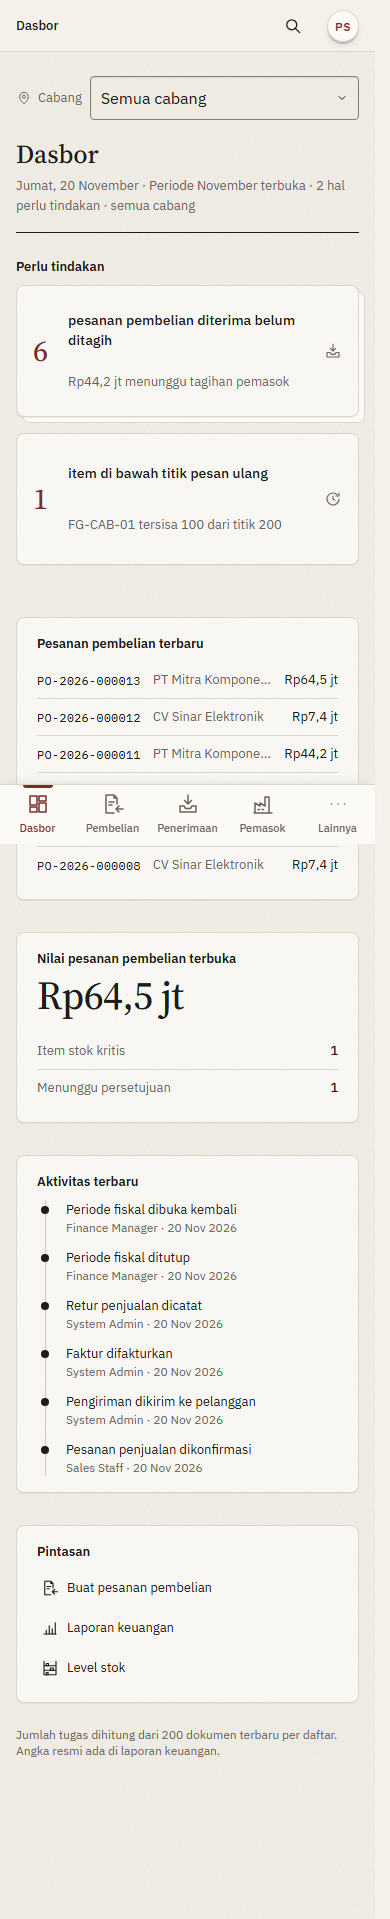 Dasbor
PS
Cabang
Semua cabang
Dasbor
Jumat, 20 November · Periode November terbuka · 2 hal
perlu tindakan · semua cabang
Perlu tindakan
6
pesanan pembelian diterima belum
ditagih
Rp44,2 jt menunggu tagihan pemasok
1
item di bawah titik pesan ulang
FG-CAB-01 tersisa 100 dari titik 200
Pesanan pembelian terbaru
PO-2026-000013 PT Mitra Kompone... Rp64,5 jt
PO-2026-000012 CV Sinar Elektronik Rp7,4 jt
PO-2026-000011 PT Mitra Kompone... Rp44,2 jt
Dasbor Pembelian Penerimaan Pemasok Lainnya
PO-2026-000008 CV Sinar Elektronik Rp7,4 jt
Nilai pesanan pembelian terbuka
Rp64,5 jt
Item stok kritis 1
Menunggu persetujuan 1
Aktivitas terbaru
Periode fiskal dibuka kembali
Finance Manager · 20 Nov 2026
Periode fiskal ditutup
Finance Manager · 20 Nov 2026
Retur penjualan dicatat
System Admin · 20 Nov 2026
Faktur difakturkan
System Admin · 20 Nov 2026
Pengiriman dikirim ke pelanggan
System Admin · 20 Nov 2026
Pesanan penjualan dikonfirmasi
Sales Staff · 20 Nov 2026
Pintasan
Buat pesanan pembelian
Laporan keuangan
Level stok
Jumlah tugas dihitung dari 200 dokumen terbaru per daftar.
Angka resmi ada di laporan keuangan.